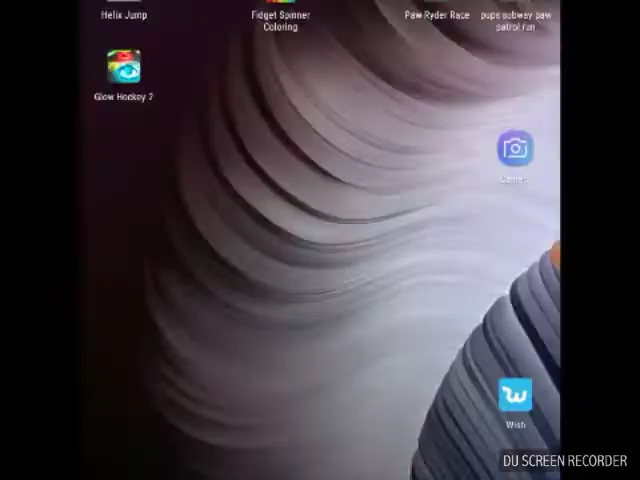 Helix Jump
Fidget Spinner
Coloring
Paw Ryder Race
pups subway paw
patrol run
Glow Hockey 2
Camera
Wish
DU SCREEN RECORDER